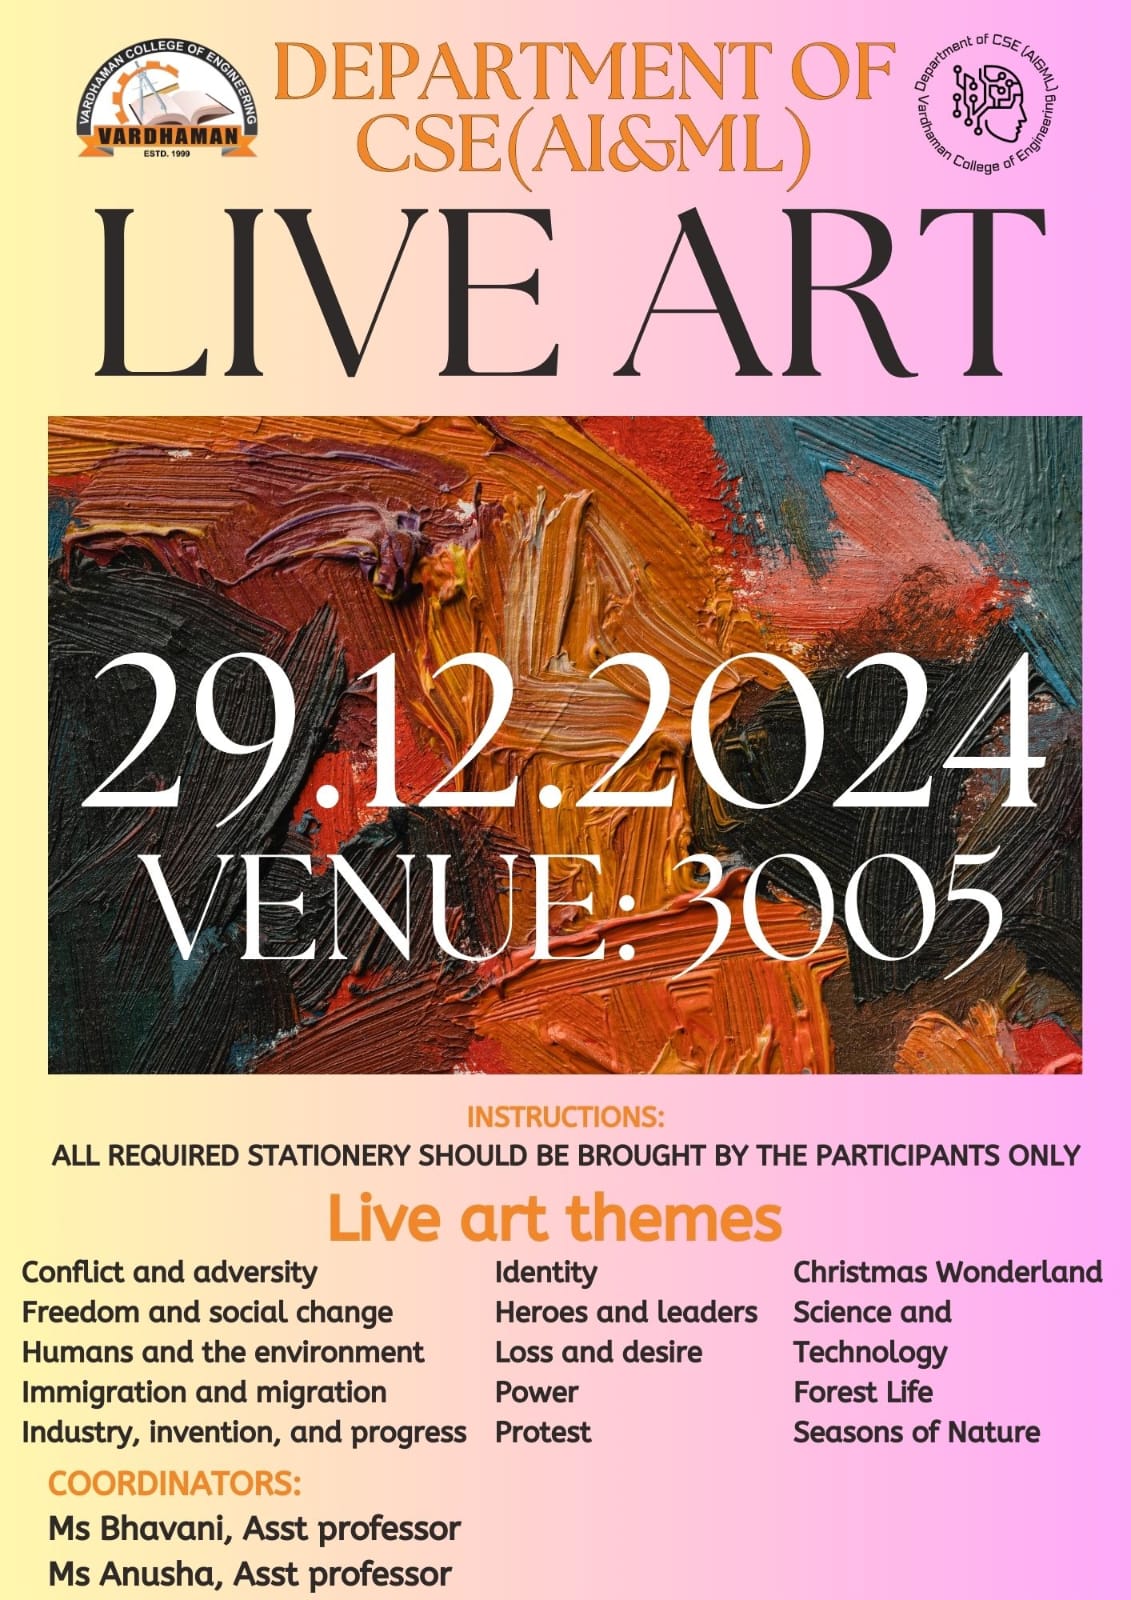 VARDHAMAN COLLEGE OF ENGINEERING
VARDHAMAN
ESTD. 1999
DEPARTMENT OF
CSE(AI&ML)
Department of CSE (AI&ML)
Vardhaman College of Engineering
LIVE ART
29.12.2024
VENUE: 3005
INSTRUCTIONS:
ALL REQUIRED STATIONERY SHOULD BE BROUGHT BY THE PARTICIPANTS ONLY
Live art themes
Conflict and adversity
Freedom and social change
Humans and the environment
Immigration and migration
Industry, invention, and progress
Identity
Heroes and leaders
Loss and desire
Power
Protest
Christmas Wonderland
Science and
Technology
Forest Life
Seasons of Nature
COORDINATORS:
Ms Bhavani, Asst professor
Ms Anusha, Asst professor